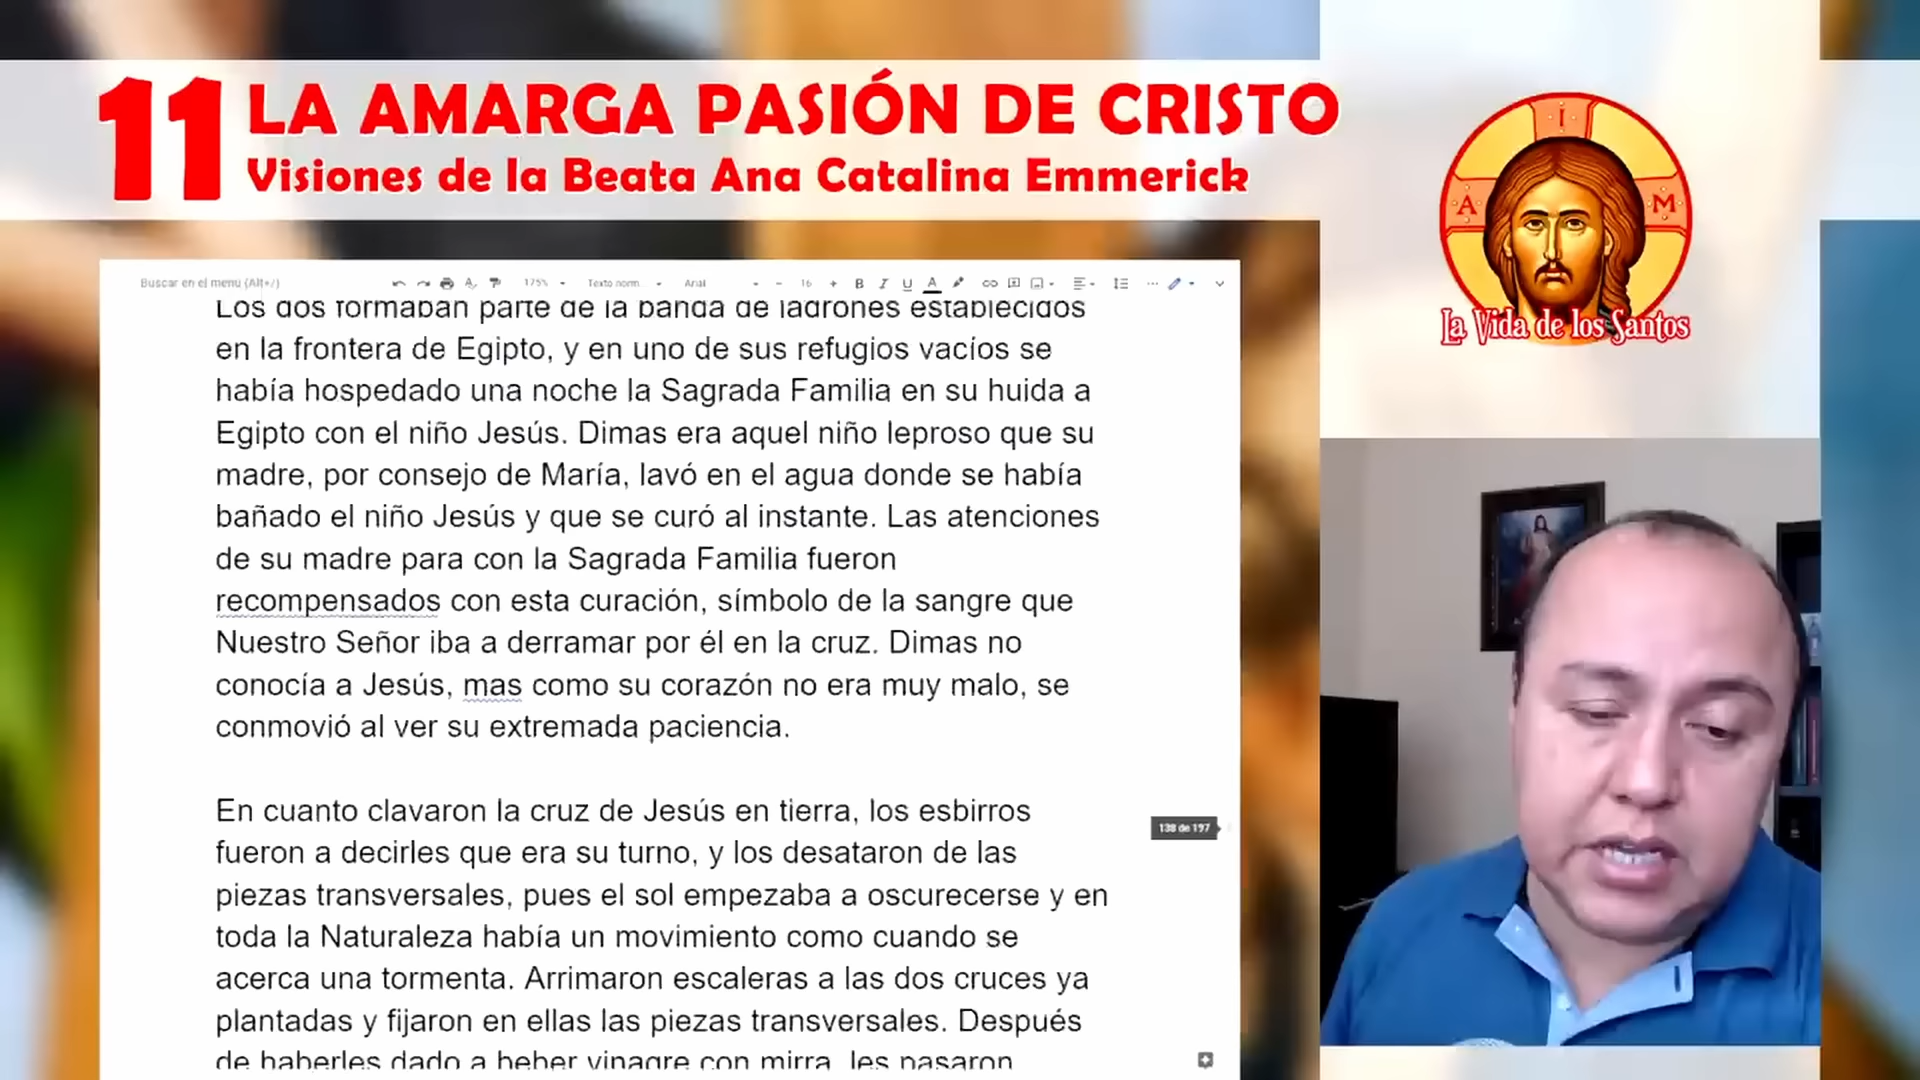 11 LA AMARGA PASIÓN DE CRISTO
Visiones de la Beata Ana Catalina Emmerick
I
A M
La Vida de los Santos
Buscar en el menú (Alt+/)
175% Texto norm... Arial - 16 + B I U A
Los dos formaban parte de la banda de ladrones establecidos
en la frontera de Egipto, y en uno de sus refugios vacíos se
había hospedado una noche la Sagrada Familia en su huida a
Egipto con el niño Jesús. Dimas era aquel niño leproso que su
madre, por consejo de María, lavó en el agua donde se había
bañado el niño Jesús y que se curó al instante. Las atenciones
de su madre para con la Sagrada Familia fueron
recompensados con esta curación, símbolo de la sangre que
Nuestro Señor iba a derramar por él en la cruz. Dimas no
conocía a Jesús, mas como su corazón no era muy malo, se
conmovió al ver su extremada paciencia.
En cuanto clavaron la cruz de Jesús en tierra, los esbirros
fueron a decirles que era su turno, y los desataron de las
piezas transversales, pues el sol empezaba a oscurecerse y en
toda la Naturaleza había un movimiento como cuando se
acerca una tormenta. Arrimaron escaleras a las dos cruces ya
plantadas y fijaron en ellas las piezas transversales. Después
de haberles dado a beber vinagre con mirra, les pasaron
138 de 197